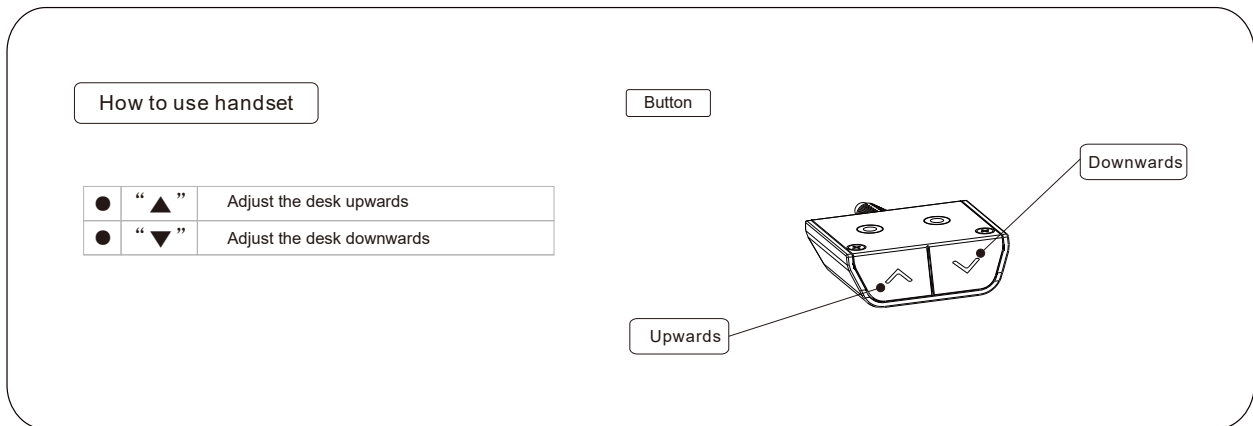 How to use handset
Button
● “▲” Adjust the desk upwards
● “▼” Adjust the desk downwards
Downwards
Upwards